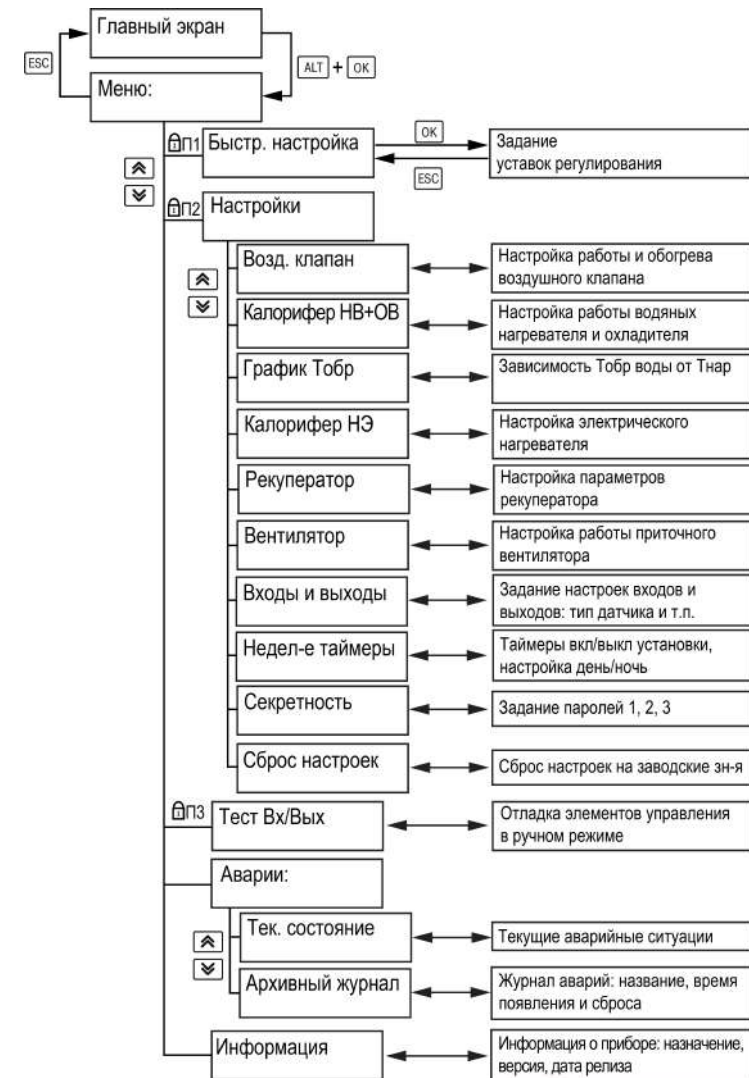 Главный экран
ESC
ALT + OK
Меню:
П1 Быстр. настройка
OK
ESC
Задание
уставок регулирования
П2 Настройки
Возд. клапан
Настройка работы и обогрева
воздушного клапана
Калорифер НВ+ОВ
Настройка работы водяных
нагревателя и охладителя
График Тобр
Зависимость Тобр воды от Тнар
Калорифер НЭ
Настройка электрического
нагревателя
Рекуператор
Настройка параметров
рекуператора
Вентилятор
Настройка работы приточного
вентилятора
Входы и выходы
Задание настроек входов и
выходов: тип датчика и т.п.
Недел-е таймеры
Таймеры вкл/выкл установки,
настройка день/ночь
Секретность
Задание паролей 1, 2, 3
Сброс настроек
Сброс настроек на заводские зн-я
П3 Тест Вх/Вых
Отладка элементов управления
в ручном режиме
Аварии:
Тек. состояние
Текущие аварийные ситуации
Архивный журнал
Журнал аварий: название, время
появления и сброса
Информация
Информация о приборе: назначение,
версия, дата релиза